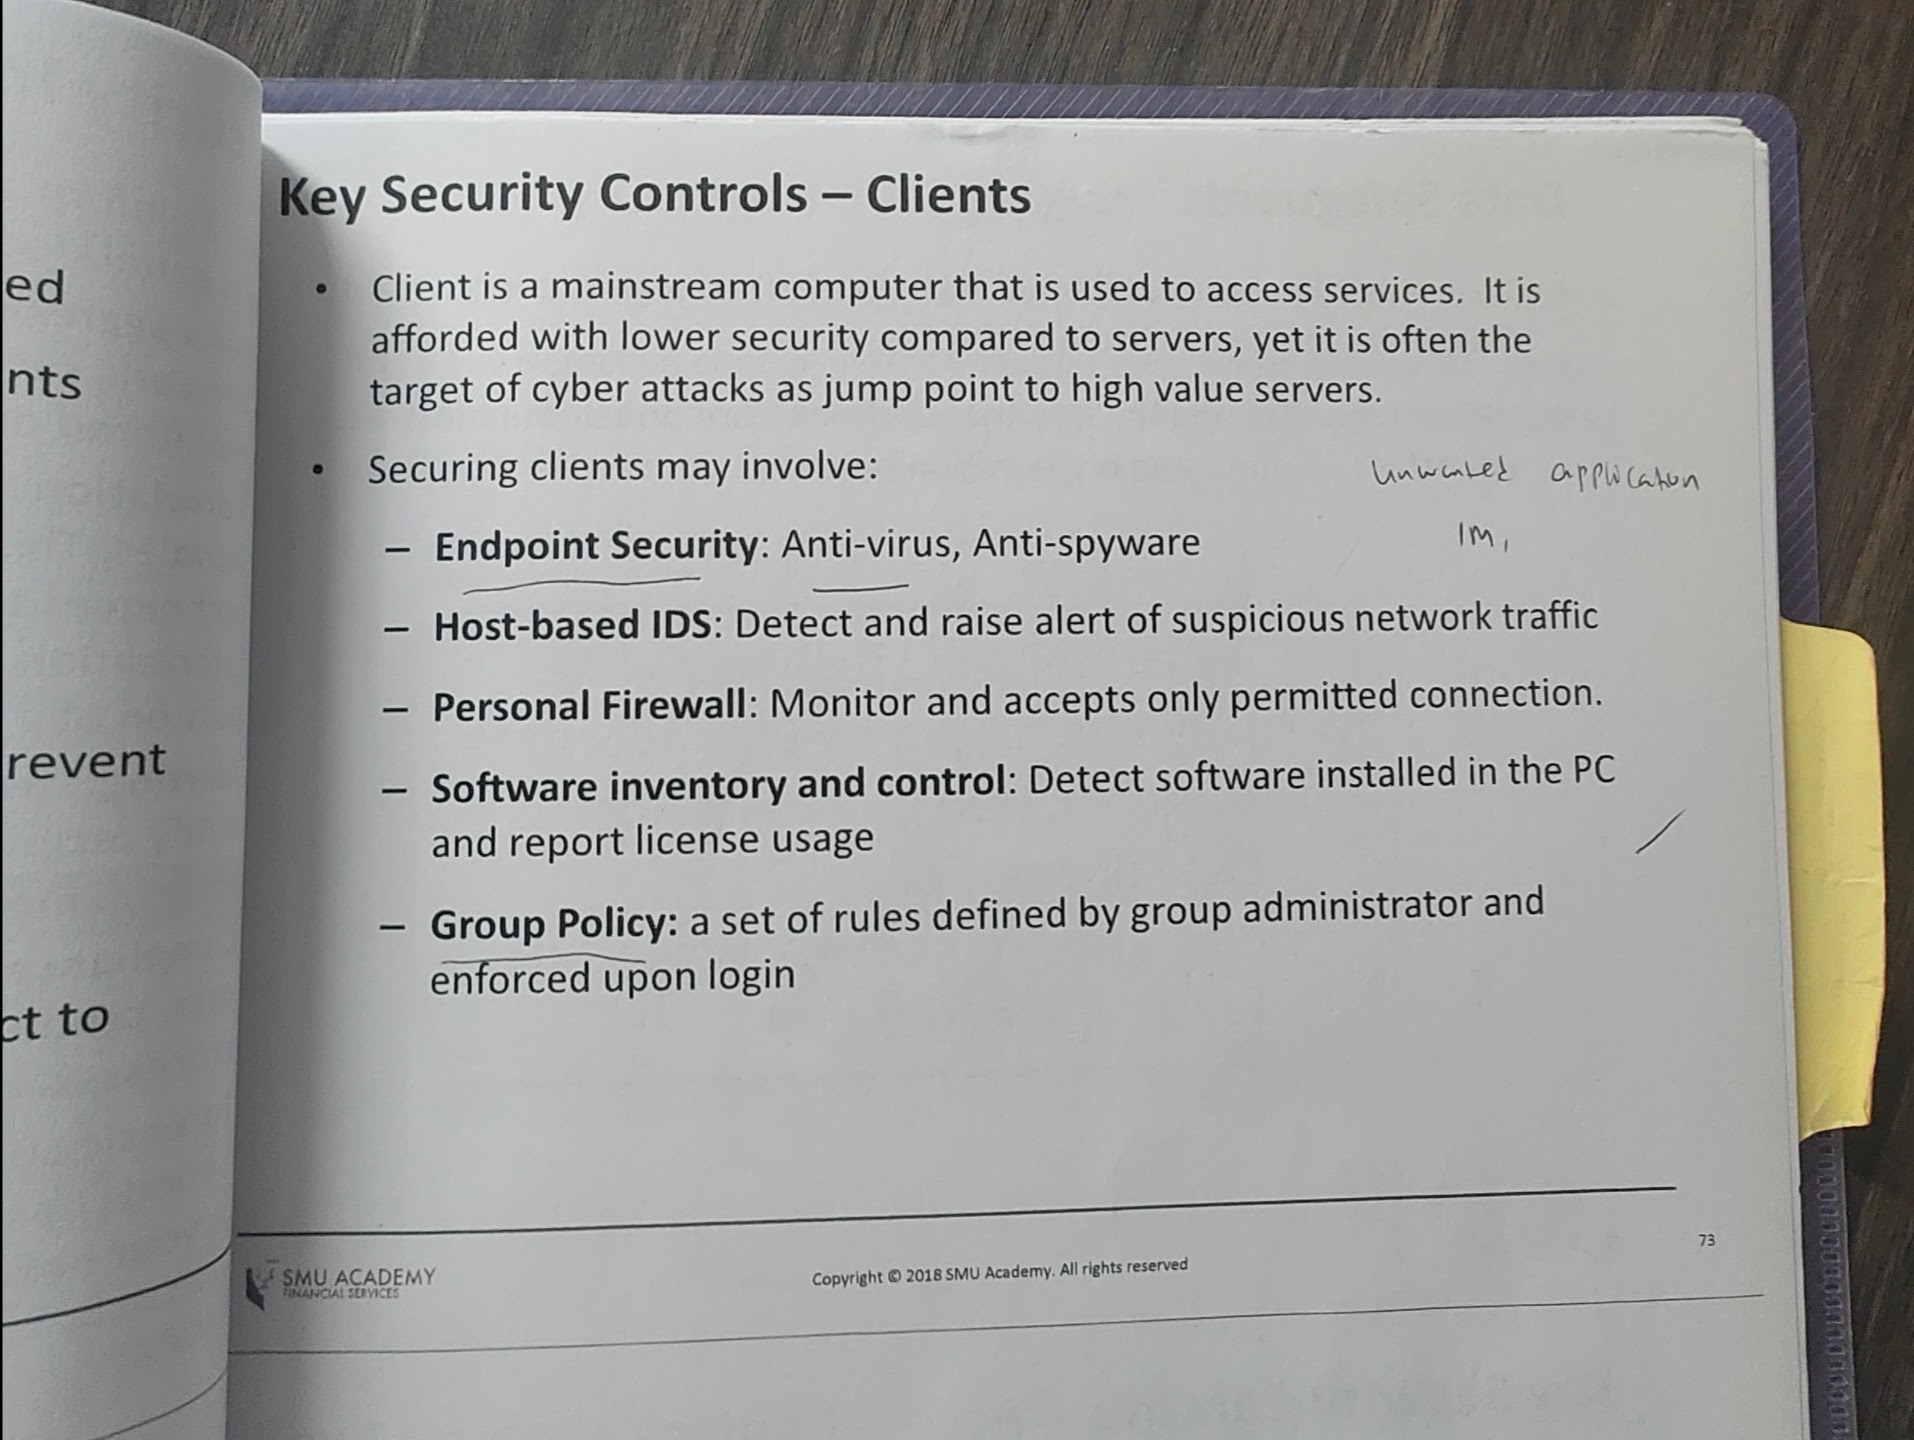 ed
nts
revent
ct to
Key Security Controls – Clients
• Client is a mainstream computer that is used to access services. It is
afforded with lower security compared to servers, yet it is often the
target of cyber attacks as jump point to high value servers.
• Securing clients may involve:
unwanted application
IM,
– Endpoint Security: Anti-virus, Anti-spyware
– Host-based IDS: Detect and raise alert of suspicious network traffic
– Personal Firewall: Monitor and accepts only permitted connection.
– Software inventory and control: Detect software installed in the PC
and report license usage
– Group Policy: a set of rules defined by group administrator and
enforced upon login
73
SMU ACADEMY
FINANCIAL SERVICES
Copyright © 2018 SMU Academy. All rights reserved